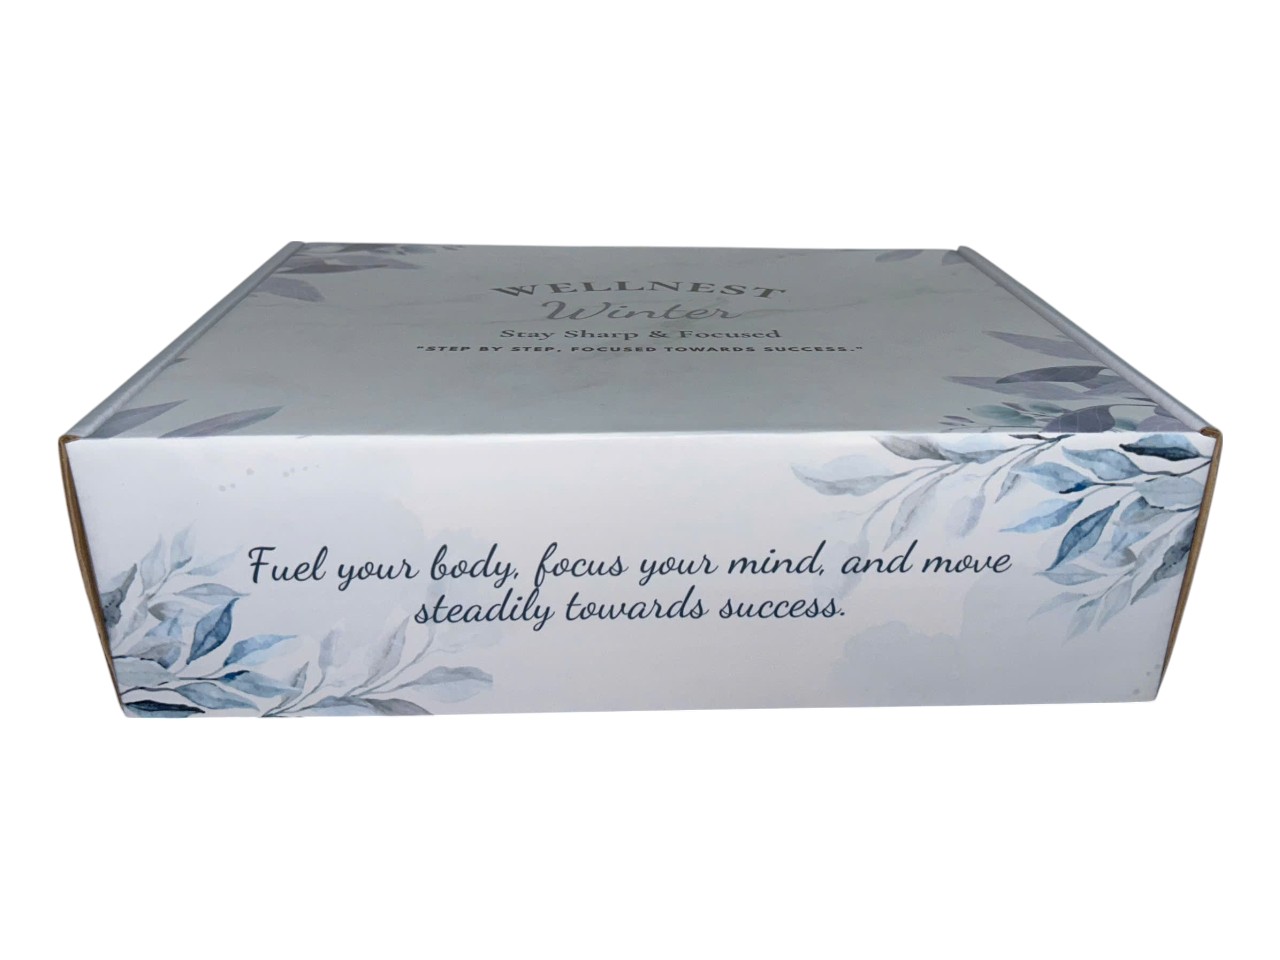 WELLNEST
Winter
Stay Sharp & Focused
"STEP BY STEP, FOCUSED TOWARDS SUCCESS."
Fuel your body, focus your mind, and move
steadily towards success.